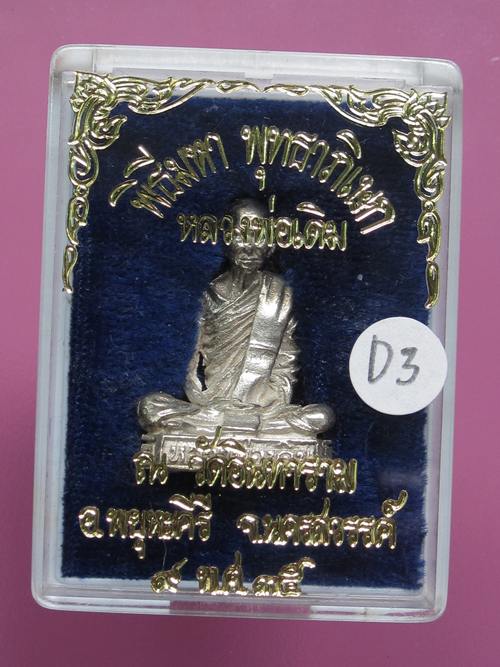 พิธีมหา พุทธาภิเษก
หลวงพ่อเดิม
D3
ณ วัดอินทาราม
อ.พยุหะคีรี จ.นครสวรรค์
๙ พ.ค. ๓๕